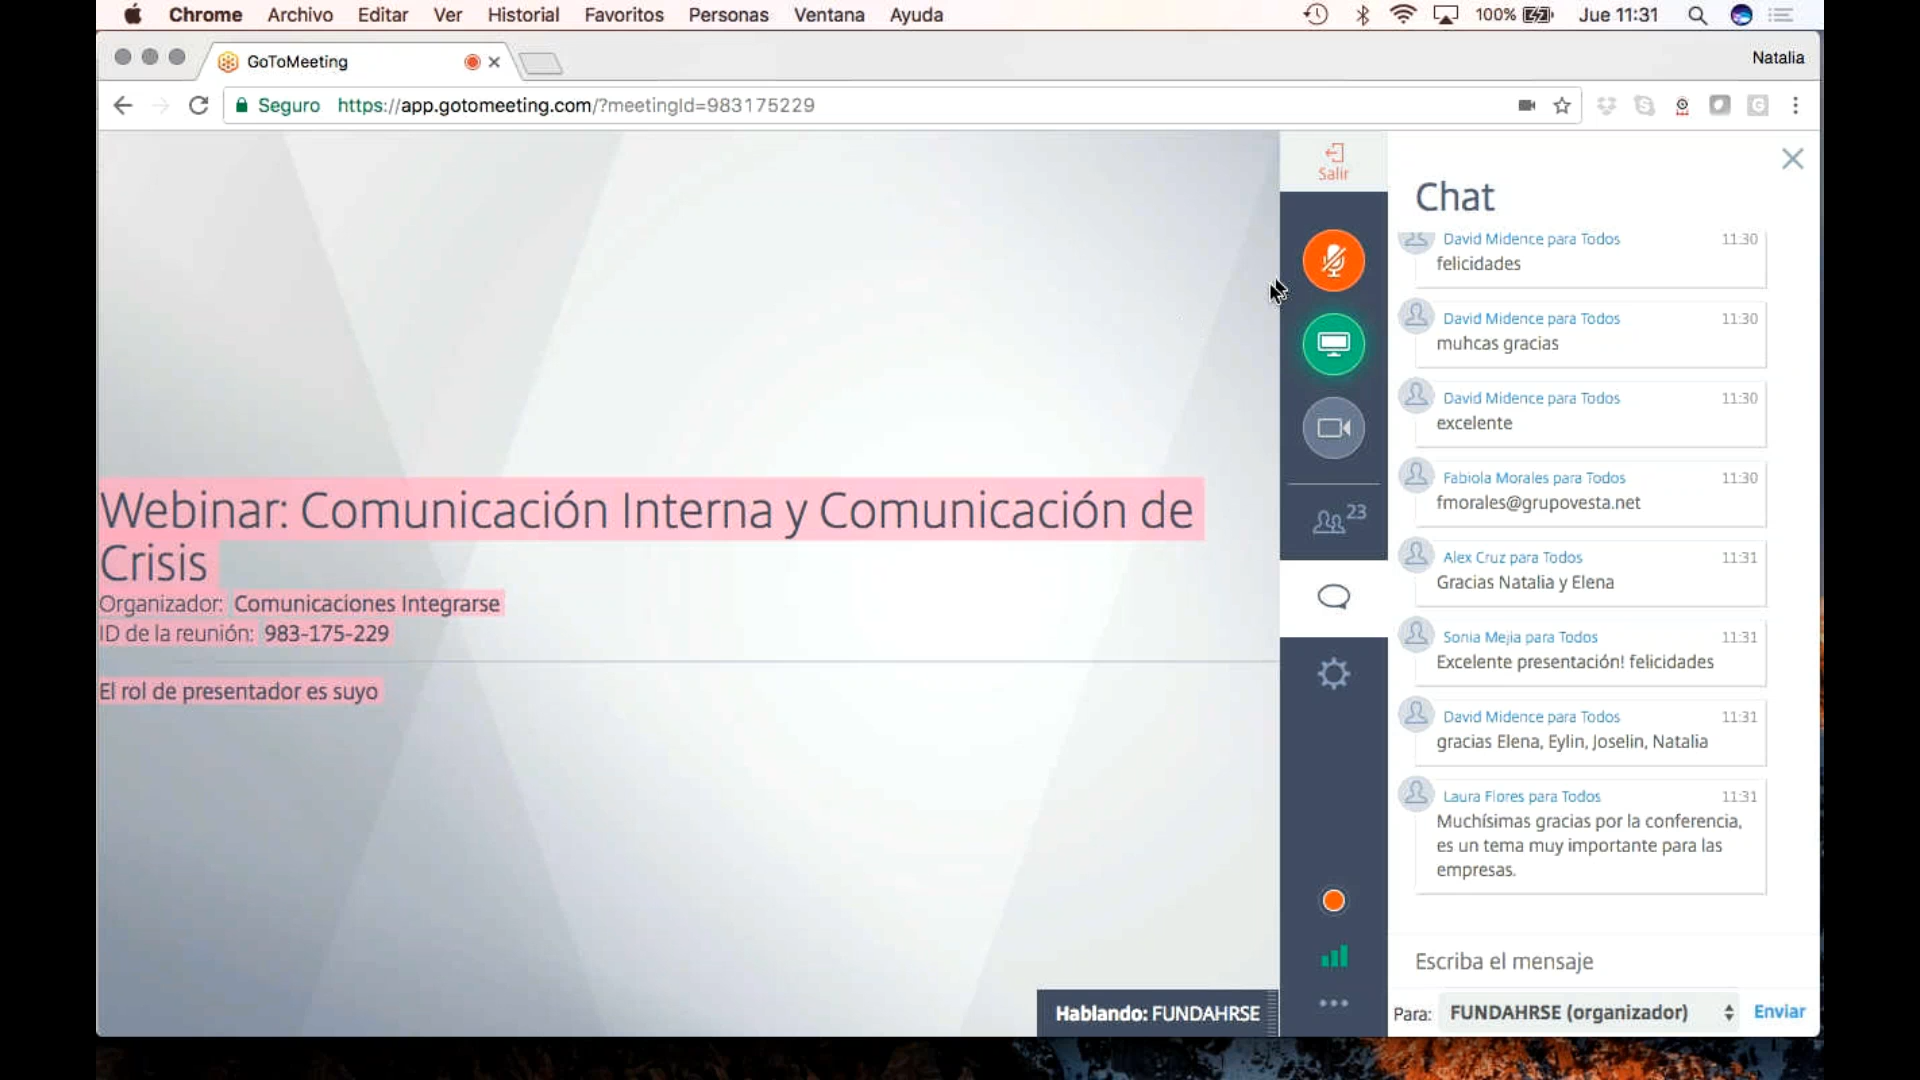 Chrome Archivo Editar Ver Historial Favoritos Personas Ventana Ayuda 100% Jue 11:31
GoToMeeting Natalia
Seguro https://app.gotomeeting.com/?meetingId=983175229
Salir
Chat
David Midence para Todos 11:30
felicidades
David Midence para Todos 11:30
muhcas gracias
David Midence para Todos 11:30
excelente
Fabiola Morales para Todos 11:30
fmorales@grupovesta.net
23
Alex Cruz para Todos 11:31
Gracias Natalia y Elena
Sonia Mejia para Todos 11:31
Excelente presentación! felicidades
David Midence para Todos 11:31
gracias Elena, Eylin, Joselin, Natalia
Laura Flores para Todos 11:31
Muchísimas gracias por la conferencia,
es un tema muy importante para las
empresas.
Webinar: Comunicación Interna y Comunicación de
Crisis
Organizador: Comunicaciones Integrarse
ID de la reunión: 983-175-229
El rol de presentador es suyo
Hablando: FUNDAHRSE
Escriba el mensaje
Para: FUNDAHRSE (organizador) Enviar